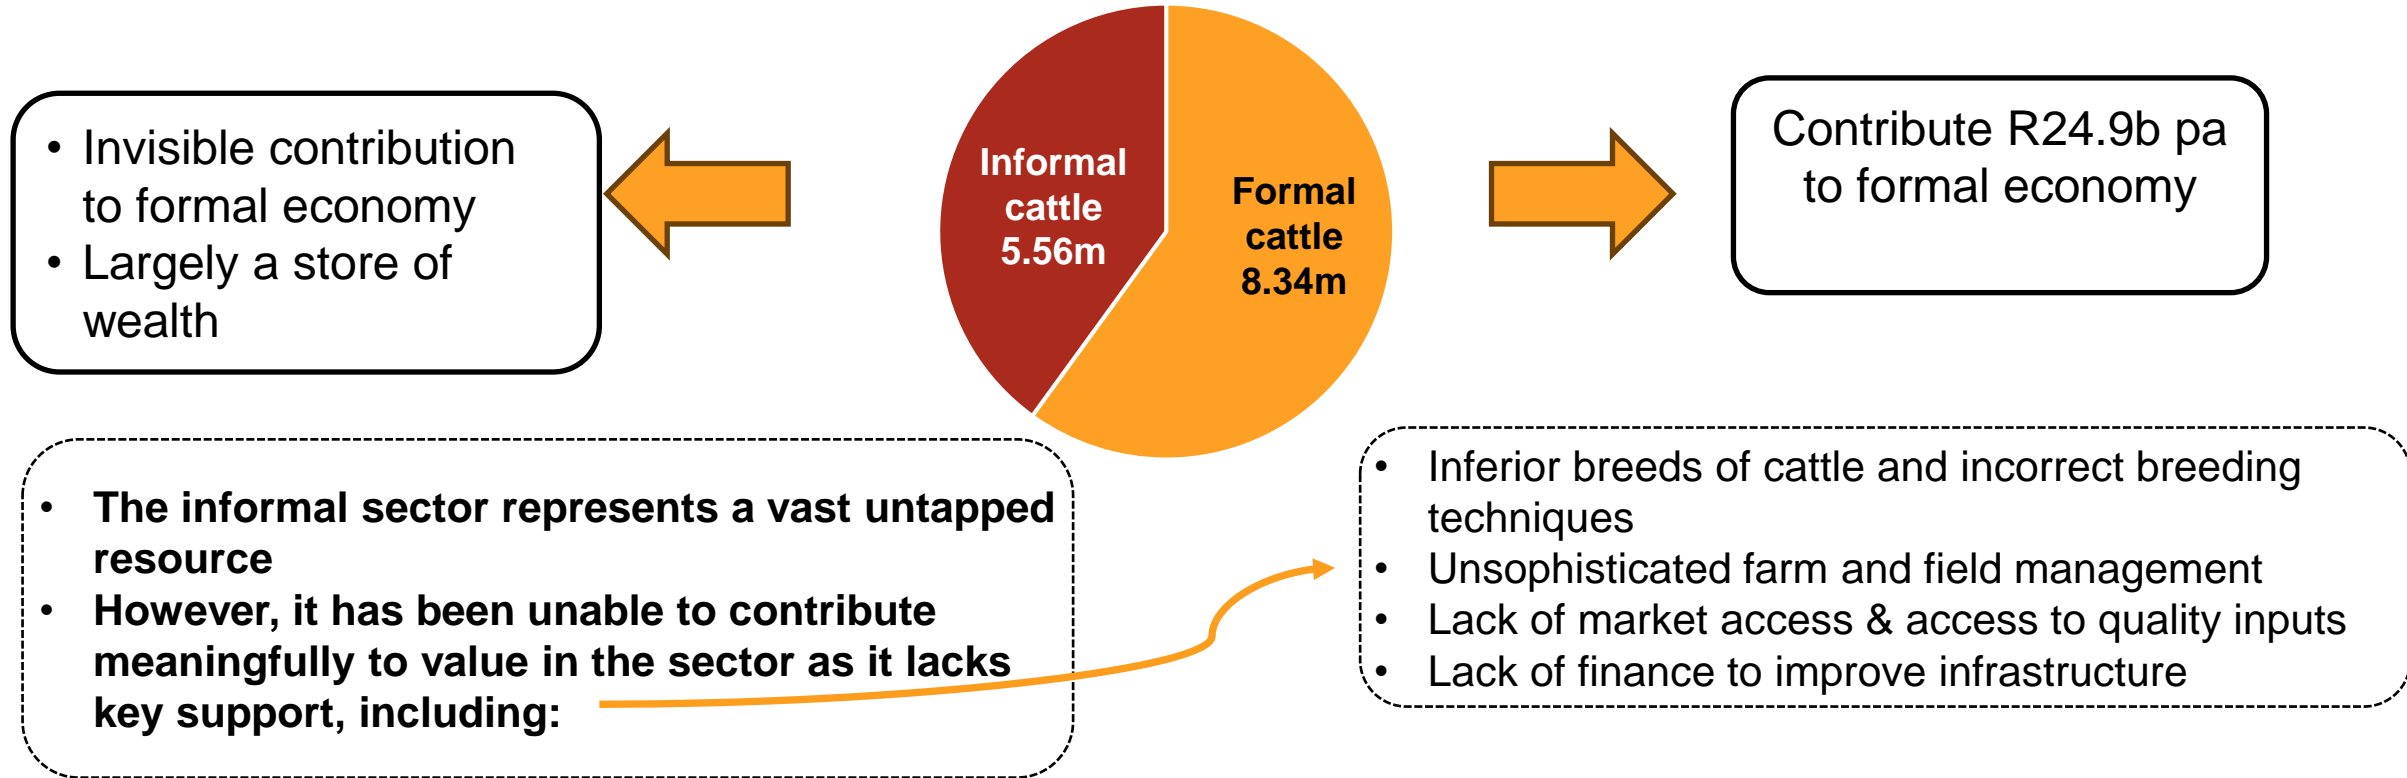 • Invisible contribution
to formal economy
• Largely a store of
wealth
Informal
cattle
5.56m
Formal
cattle
8.34m
Contribute R24.9b pa
to formal economy
• The informal sector represents a vast untapped
resource
• However, it has been unable to contribute
meaningfully to value in the sector as it lacks
key support, including:
• Inferior breeds of cattle and incorrect breeding
techniques
• Unsophisticated farm and field management
• Lack of market access & access to quality inputs
• Lack of finance to improve infrastructure